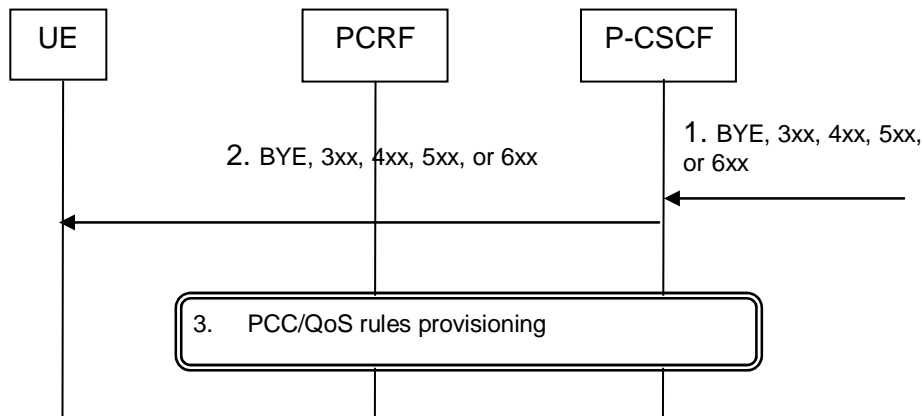 UE
PCRF
P-CSCF
1. BYE, 3xx, 4xx, 5xx,
or 6xx
2. BYE, 3xx, 4xx, 5xx, or 6xx
3. PCC/QoS rules provisioning